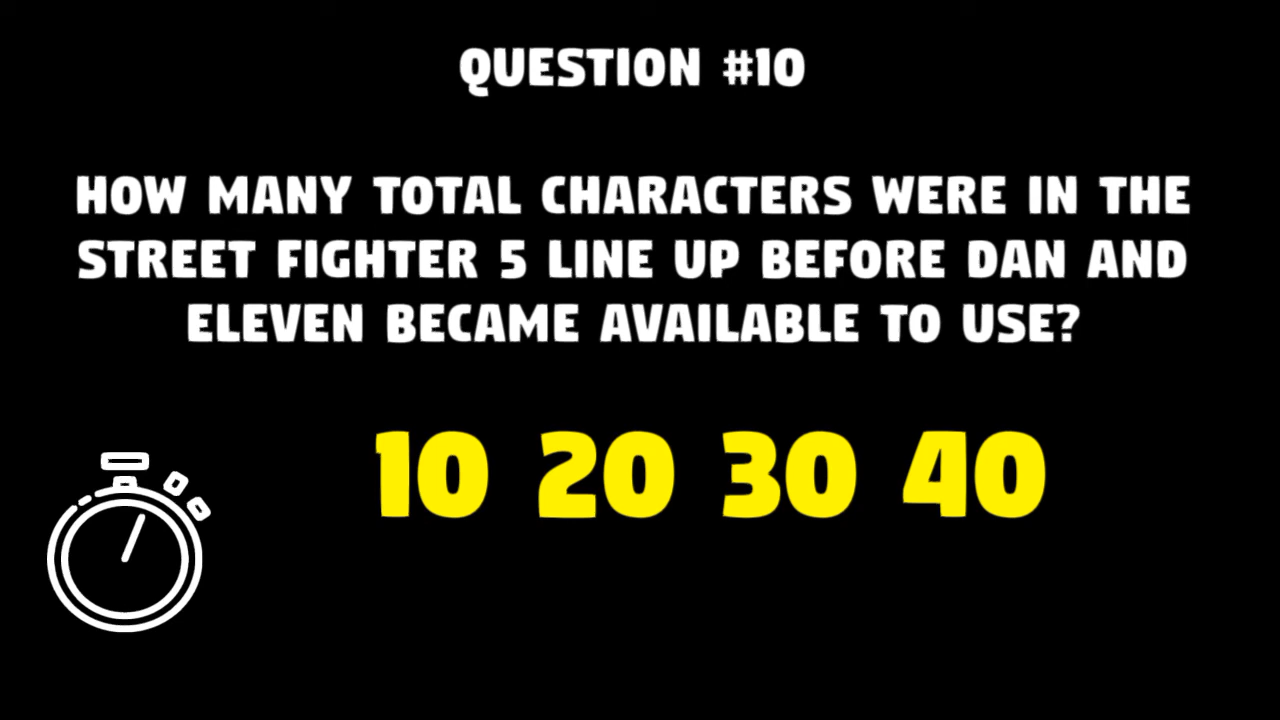 QUESTION #10
HOW MANY TOTAL CHARACTERS WERE IN THE
STREET FIGHTER 5 LINE UP BEFORE DAN AND
ELEVEN BECAME AVAILABLE TO USE?
10 20 30 40